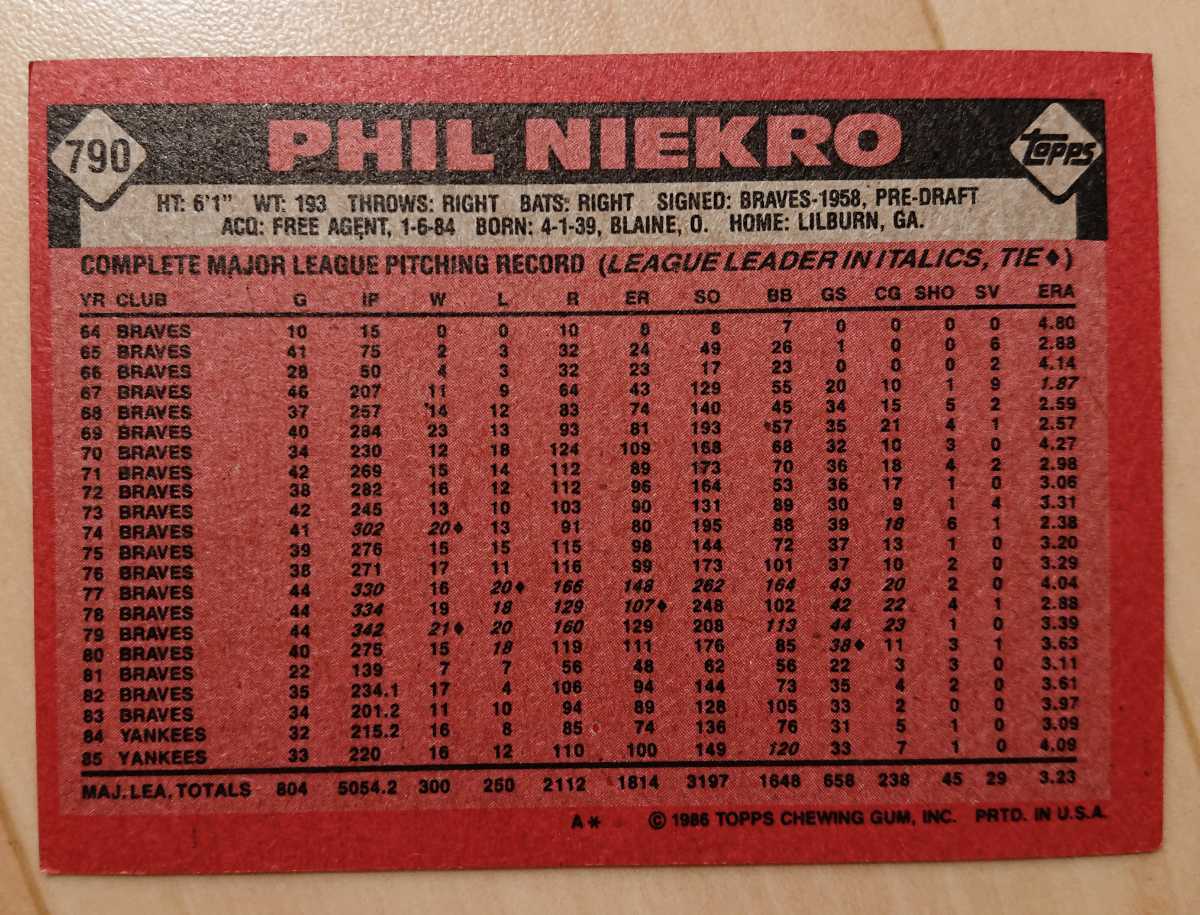 790 PHIL NIEKRO Topps
HT: 6'1" WT: 193 THROWS: RIGHT BATS: RIGHT SIGNED: BRAVES-1958, PRE-DRAFT
ACQ: FREE AGENT, 1-6-84 BORN: 4-1-39, BLAINE, O. HOME: LILBURN, GA.
COMPLETE MAJOR LEAGUE PITCHING RECORD (LEAGUE LEADER IN ITALICS, TIE♦)
YR CLUB G IP W L R ER SO BB GS CG SHO SV ERA
64 BRAVES 10 15 0 0 10 8 8 7 0 0 0 0 4.80
65 BRAVES 41 75 2 3 32 24 49 26 1 0 0 6 2.88
66 BRAVES 28 50 4 3 32 23 17 23 0 0 0 2 4.14
67 BRAVES 46 207 11 9 64 43 129 55 20 10 1 9 1.87
68 BRAVES 37 257 14 12 83 74 140 45 34 15 5 2 2.59
69 BRAVES 40 284 23 13 93 81 193 57 35 21 4 1 2.57
70 BRAVES 34 230 12 18 124 109 168 68 32 10 3 0 4.27
71 BRAVES 42 269 15 14 112 89 173 70 36 18 4 2 2.98
72 BRAVES 38 282 16 12 112 96 164 53 36 17 1 0 3.06
73 BRAVES 42 245 13 10 103 90 131 89 30 9 1 4 3.31
74 BRAVES 41 302 20♦ 13 91 80 195 88 39 18 6 1 2.38
75 BRAVES 39 276 15 15 115 98 144 72 37 13 1 0 3.20
76 BRAVES 38 271 17 11 116 99 173 101 37 10 2 0 3.29
77 BRAVES 44 330 16 20♦ 166 148 262 164 43 20 2 0 4.04
78 BRAVES 44 334 19 18 129 107♦ 248 102 42 22 4 1 2.88
79 BRAVES 44 342 21♦ 20 160 129 208 113 44 23 1 0 3.39
80 BRAVES 40 275 15 18 119 111 176 85 38♦ 11 3 1 3.63
81 BRAVES 22 139 7 7 56 48 62 56 22 3 3 0 3.11
82 BRAVES 35 234.1 17 4 106 94 144 73 35 4 2 0 3.61
83 BRAVES 34 201.2 11 10 94 89 128 105 33 2 0 0 3.97
84 YANKEES 32 215.2 16 8 85 74 136 76 31 5 1 0 3.09
85 YANKEES 33 220 16 12 110 100 149 120 33 7 1 0 4.09
MAJ. LEA. TOTALS 804 5054.2 300 250 2112 1814 3197 1648 658 238 45 29 3.23
A* © 1986 TOPPS CHEWING GUM, INC. PRTD. IN U.S.A.